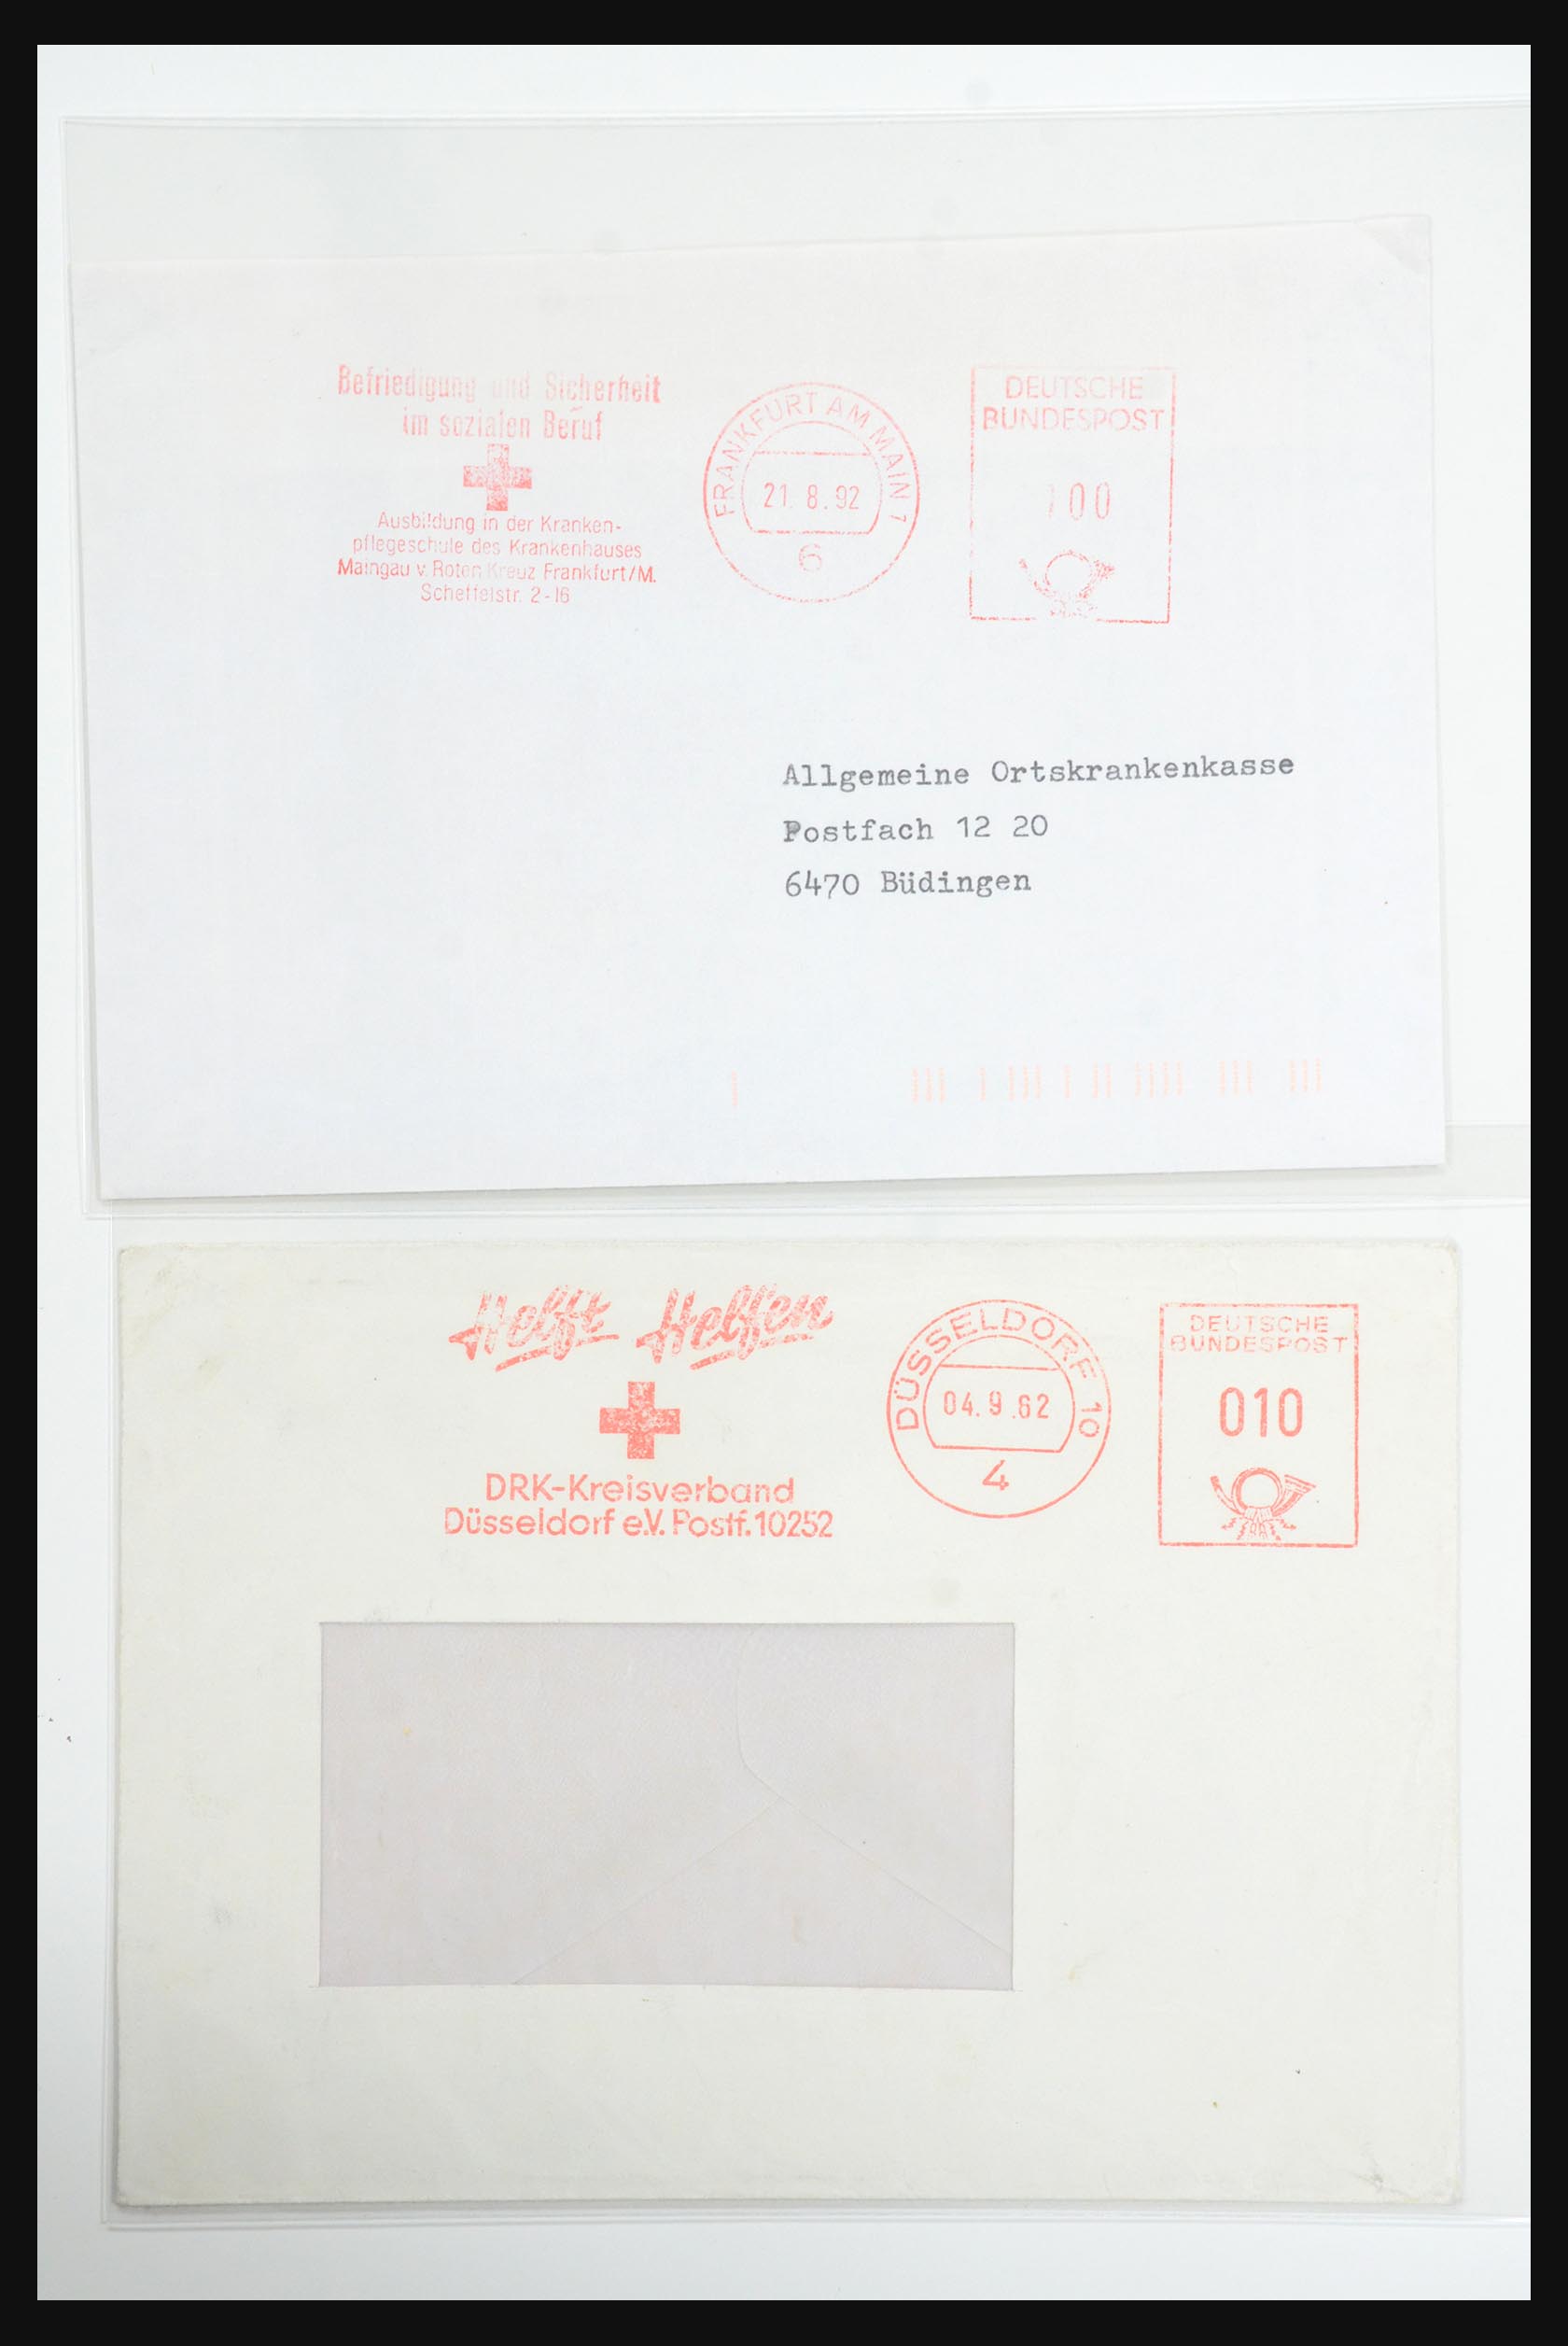 Befriedigung und Sicherheit
im sozialen Beruf
Ausbildung in der Kranken-
pflegeschule des Krankenhauses
Maingau v. Roten Kreuz Frankfurt/M.
Scheffelstr. 2-16
FRANKFURT AM MAIN 1
21. 8. 92
6
DEUTSCHE
BUNDESPOST
100
Allgemeine Ortskrankenkasse
Postfach 12 20
6470 Büdingen
Helft Helfen
DRK-Kreisverband
Düsseldorf e.V. Postf. 10252
DÜSSELDORF 10
04. 9. 62
4
DEUTSCHE
BUNDESPOST
010